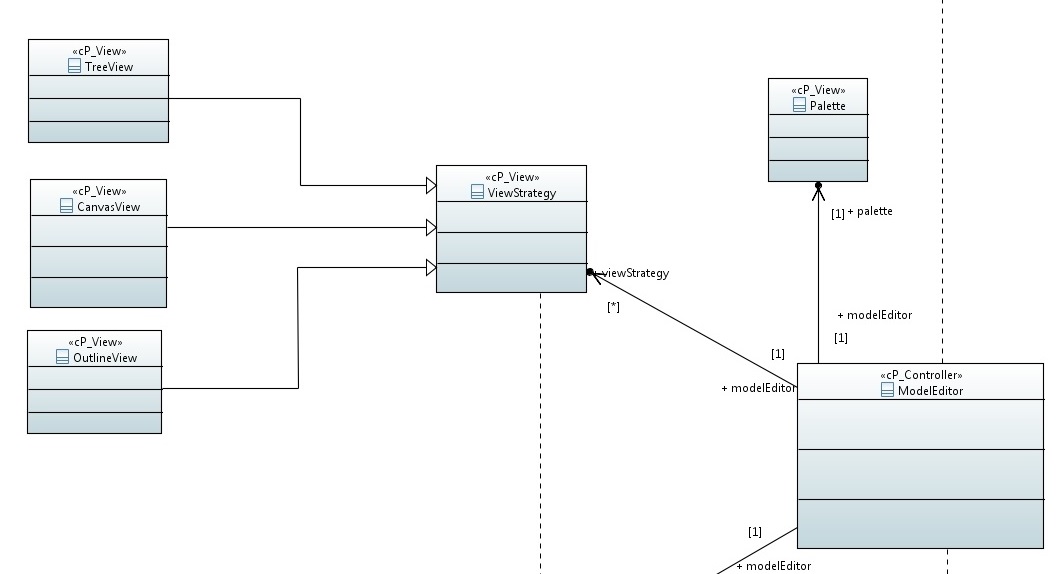 «cP_View»
TreeView
«cP_View»
CanvasView
«cP_View»
OutlineView
«cP_View»
ViewStrategy
+ viewStrategy
[*]
[1]
+ modelEditor
«cP_View»
Palette
[1] + palette
+ modelEditor
[1]
«cP_Controller»
ModelEditor
[1]
+ modelEditor